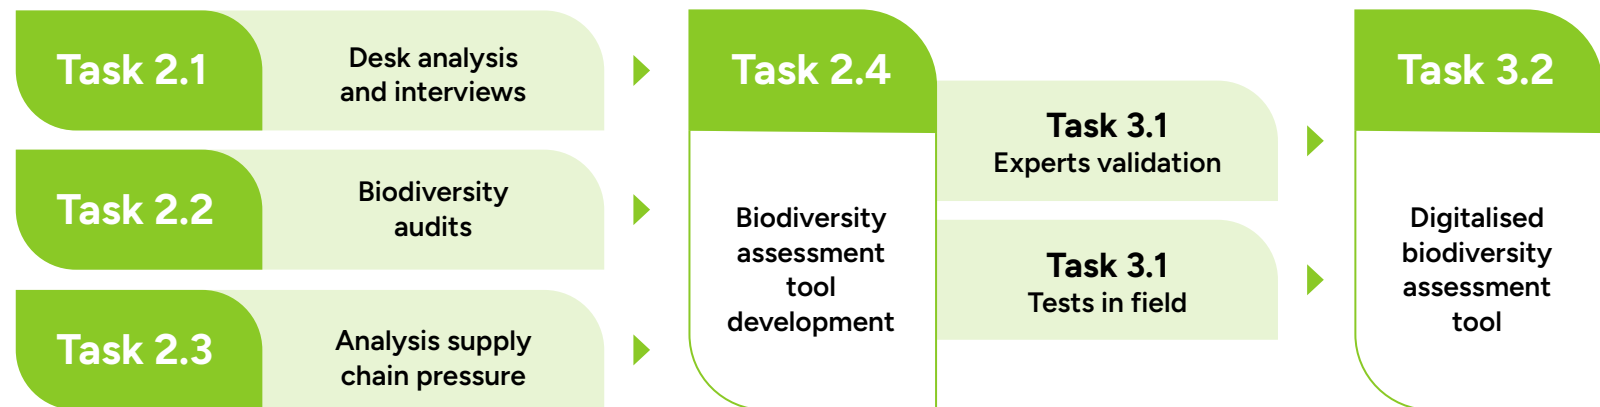 Task 2.1
Desk analysis
and interviews
Task 2.2
Biodiversity
audits
Task 2.3
Analysis supply
chain pressure
Task 2.4
Biodiversity
assessment
tool
development
Task 3.1
Experts validation
Task 3.1
Tests in field
Task 3.2
Digitalised
biodiversity
assessment
tool